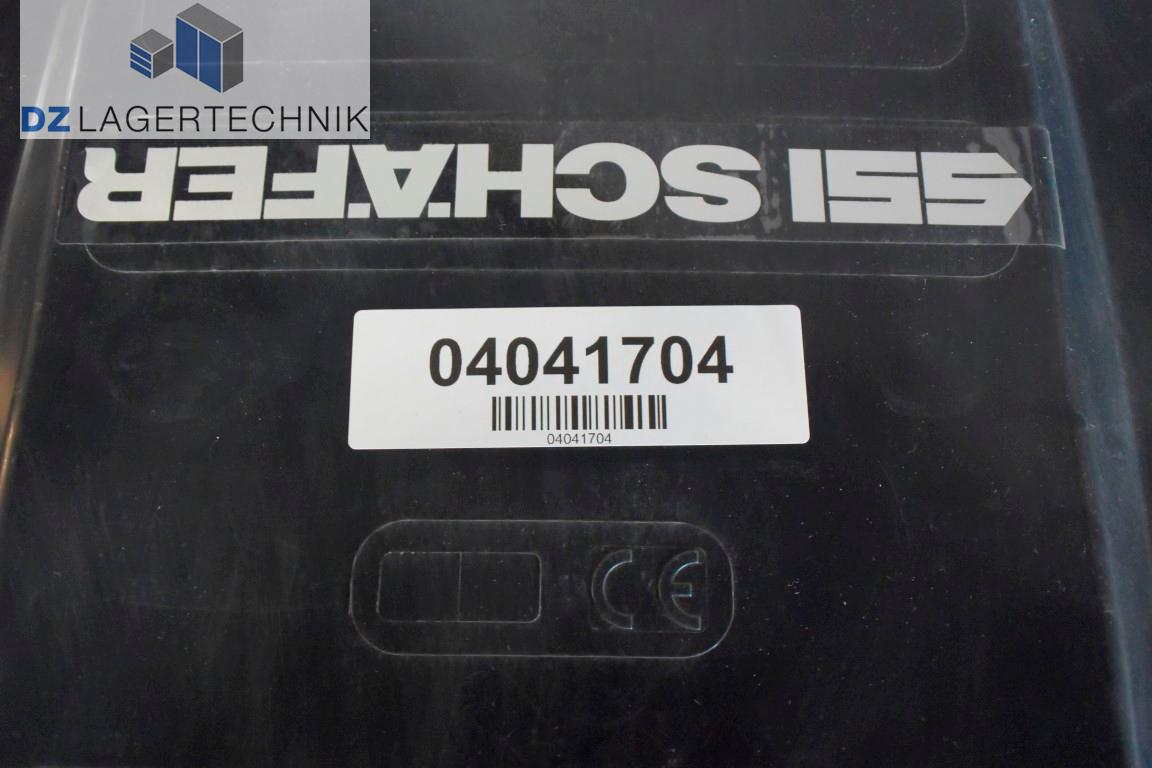 DZ LAGERTECHNIK
SSI SCHÄFER
04041704
04041704
CE